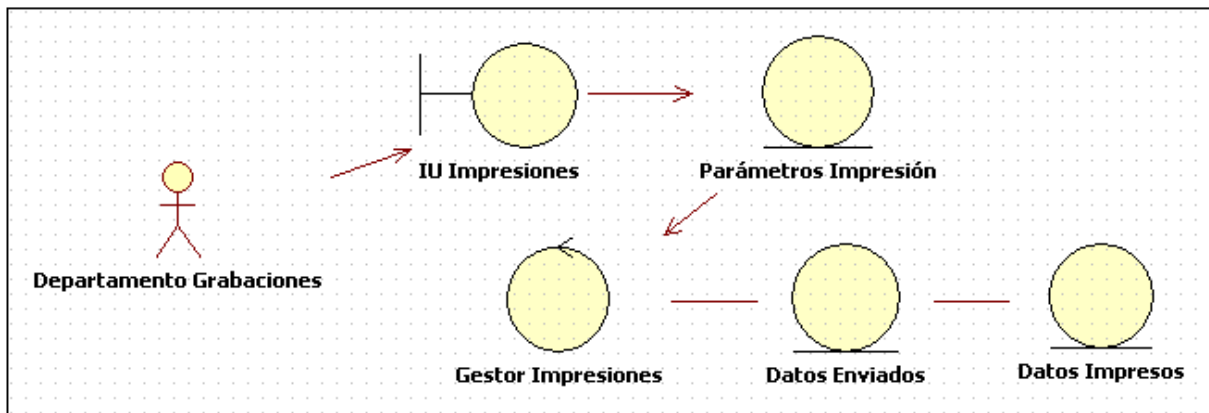 IU Impresiones
Parámetros Impresión
Departamento Grabaciones
Gestor Impresiones
Datos Enviados
Datos Impresos